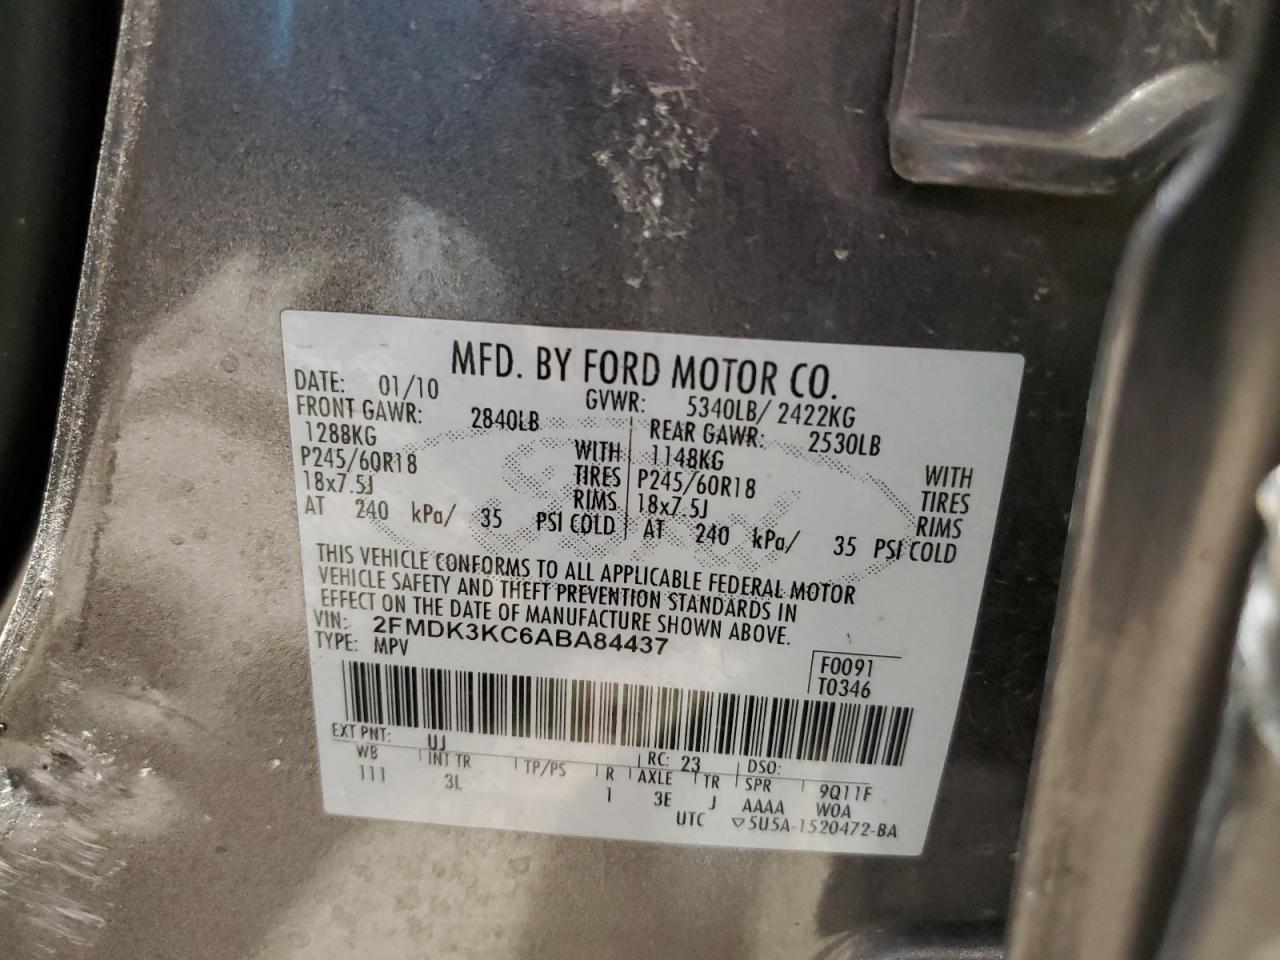 MFD. BY FORD MOTOR CO.
DATE: 01/10 GVWR: 5340LB/ 2422KG
FRONT GAWR: 2840LB REAR GAWR: 2530LB
1288KG WITH 1148KG WITH
P245/60R18 TIRES P245/60R18 TIRES
18x7.5J RIMS 18x7.5J RIMS
AT 240 kPa/ 35 PSI COLD AT 240 kPa/ 35 PSI COLD
THIS VEHICLE CONFORMS TO ALL APPLICABLE FEDERAL MOTOR
VEHICLE SAFETY AND THEFT PREVENTION STANDARDS IN
EFFECT ON THE DATE OF MANUFACTURE SHOWN ABOVE.
VIN: 2FMDK3KC6ABA84437
TYPE: MPV F0091
T0346
EXT PNT: UJ RC: 23 DSO:
WB INT TR TP/PS R AXLE TR SPR 9Q11F
111 3L 1 3E J AAAA W0A
UTC ▽5U5A-1520472-BA